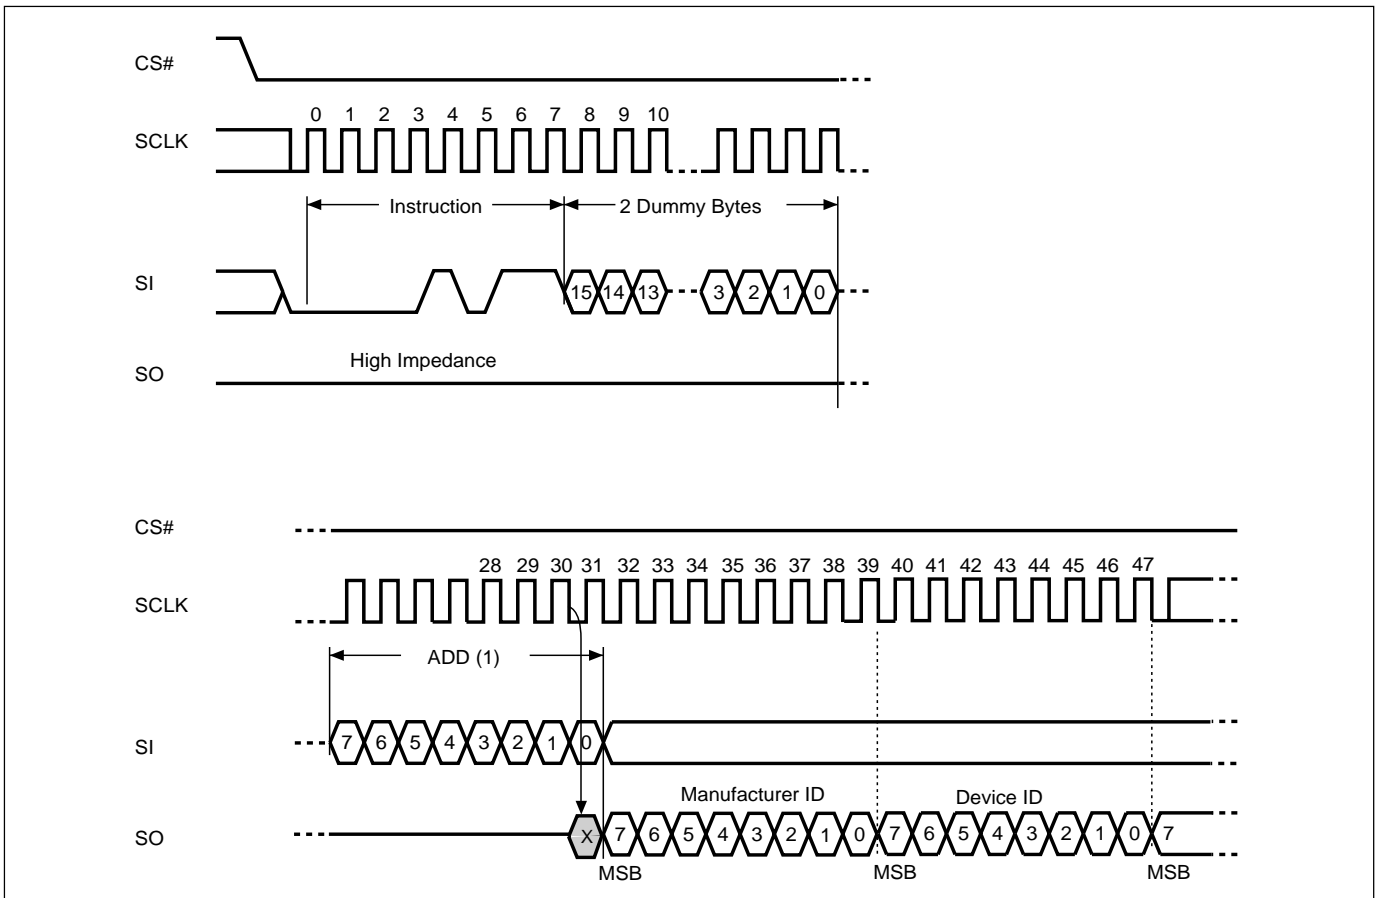 CS#
0 1 2 3 4 5 6 7 8 9 10
SCLK
Instruction 2 Dummy Bytes
SI
15 14 13 3 2 1 0
High Impedance
SO
CS#
28 29 30 31 32 33 34 35 36 37 38 39 40 41 42 43 44 45 46 47
SCLK
ADD (1)
SI
7 6 5 4 3 2 1 0
Manufacturer ID Device ID
SO
X 7 6 5 4 3 2 1 0 7 6 5 4 3 2 1 0 7
MSB MSB MSB